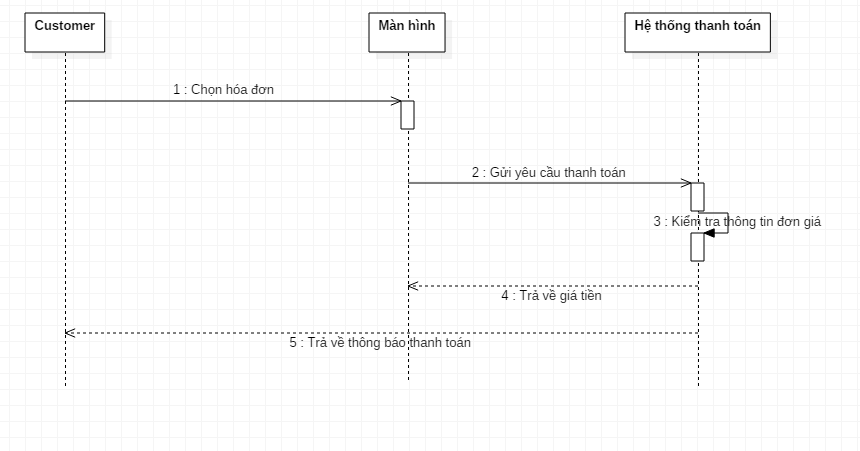 Customer
Màn hình
Hệ thống thanh toán
1 : Chọn hóa đơn
2 : Gửi yêu cầu thanh toán
3 : Kiểm tra thông tin đơn giá
4 : Trả về giá tiền
5 : Trả về thông báo thanh toán